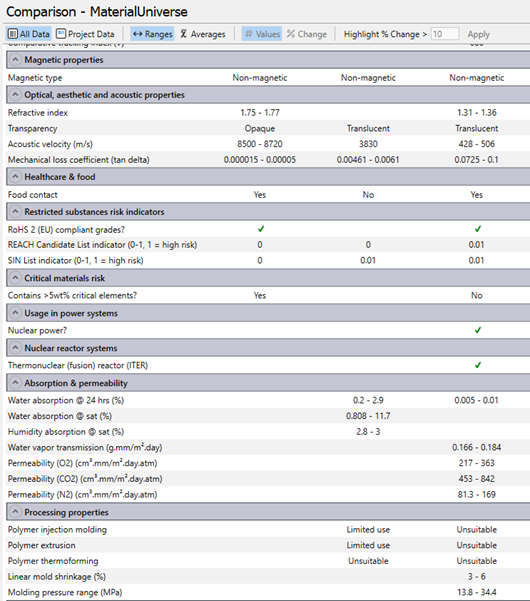 Comparison - MaterialUniverse
All Data Project Data Ranges x̄ Averages # Values % Change Highlight % Change > 10 Apply
Magnetic properties
Magnetic type Non-magnetic Non-magnetic Non-magnetic
Optical, aesthetic and acoustic properties
Refractive index 1.75 - 1.77 1.31 - 1.36
Transparency Opaque Translucent Translucent
Acoustic velocity (m/s) 8500 - 8720 3830 428 - 506
Mechanical loss coefficient (tan delta) 0.000015 - 0.00005 0.00461 - 0.0061 0.0725 - 0.1
Healthcare & food
Food contact Yes No Yes
Restricted substances risk indicators
RoHS 2 (EU) compliant grades? ✓ ✓
REACH Candidate List indicator (0-1, 1 = high risk) 0 0 0.01
SIN List indicator (0-1, 1 = high risk) 0 0.01 0.01
Critical materials risk
Contains >5wt% critical elements? Yes No
Usage in power systems
Nuclear power? ✓
Nuclear reactor systems
Thermonuclear (fusion) reactor (ITER) ✓
Absorption & permeability
Water absorption @ 24 hrs (%) 0.2 - 2.9 0.005 - 0.01
Water absorption @ sat (%) 0.808 - 11.7
Humidity absorption @ sat (%) 2.8 - 3
Water vapor transmission (g.mm/m².day) 0.166 - 0.184
Permeability (O2) (cm³.mm/m².day.atm) 217 - 363
Permeability (CO2) (cm³.mm/m².day.atm) 453 - 842
Permeability (N2) (cm³.mm/m².day.atm) 81.3 - 169
Processing properties
Polymer injection molding Limited use Unsuitable
Polymer extrusion Limited use Unsuitable
Polymer thermoforming Unsuitable Unsuitable
Linear mold shrinkage (%) 3 - 6
Molding pressure range (MPa) 13.8 - 34.4